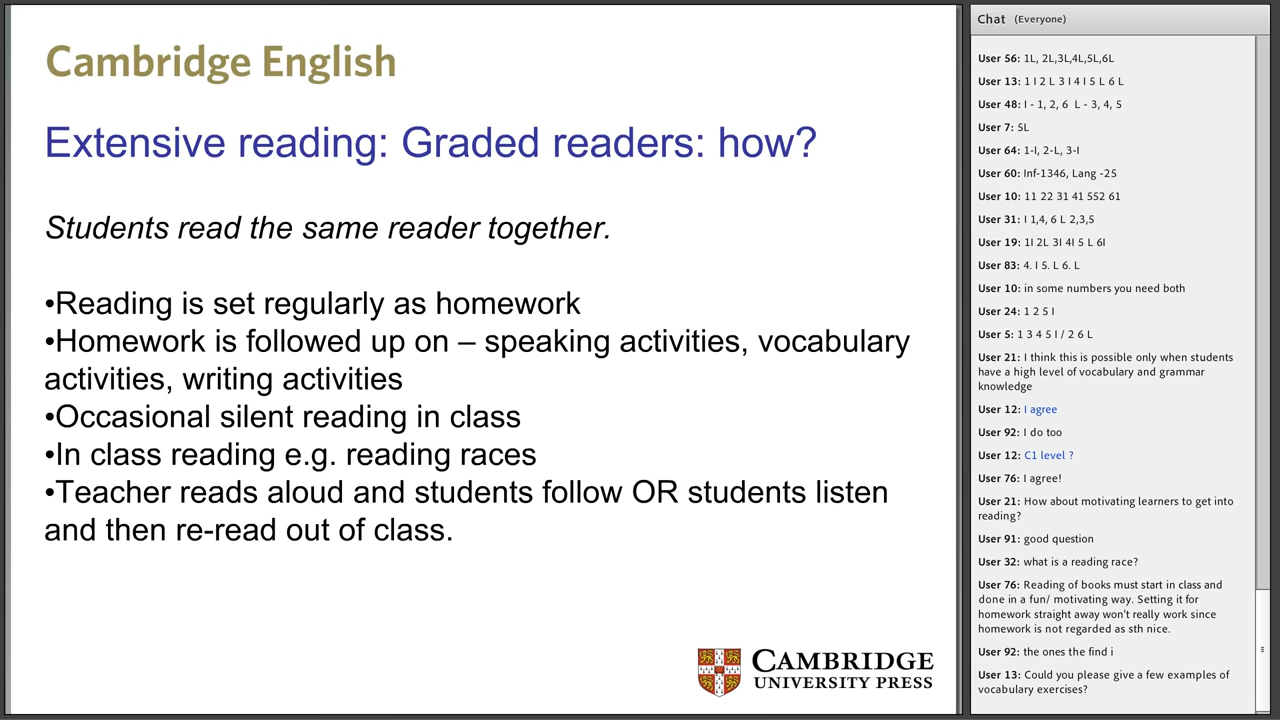 Cambridge English
Extensive reading: Graded readers: how?
Students read the same reader together.
•Reading is set regularly as homework
•Homework is followed up on – speaking activities, vocabulary
activities, writing activities
•Occasional silent reading in class
•In class reading e.g. reading races
•Teacher reads aloud and students follow OR students listen
and then re-read out of class.
CAMBRIDGE
UNIVERSITY PRESS
Chat (Everyone)
User 56: 1L, 2L,3L,4L,5L,6L
User 13: 1 I 2 L 3 I 4 I 5 L 6 L
User 48: I - 1, 2, 6 L - 3, 4, 5
User 7: 5L
User 64: 1-I, 2-L, 3-I
User 60: Inf-1346, Lang -25
User 10: 11 22 31 41 552 61
User 31: I 1,4, 6 L 2,3,5
User 19: 1I 2L 3I 4I 5 L 6I
User 83: 4. I 5. L 6. L
User 10: in some numbers you need both
User 24: 1 2 5 I
User 5: 1 3 4 5 I / 2 6 L
User 21: I think this is possible only when students
have a high level of vocabulary and grammar
knowledge
User 12: I agree
User 92: I do too
User 12: C1 level ?
User 76: I agree!
User 21: How about motivating learners to get into
reading?
User 91: good question
User 32: what is a reading race?
User 76: Reading of books must start in class and
done in a fun/ motivating way. Setting it for
homework straight away won't really work since
homework is not regarded as sth nice.
User 92: the ones the find i
User 13: Could you please give a few examples of
vocabulary exercises?